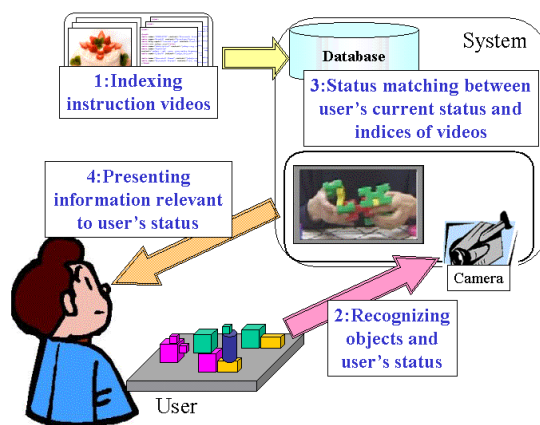 System
Database
1:Indexing
instruction videos
3:Status matching between
user's current status and
indices of videos
4:Presenting
information relevant
to user's status
Camera
2:Recognizing
objects and
user's status
User